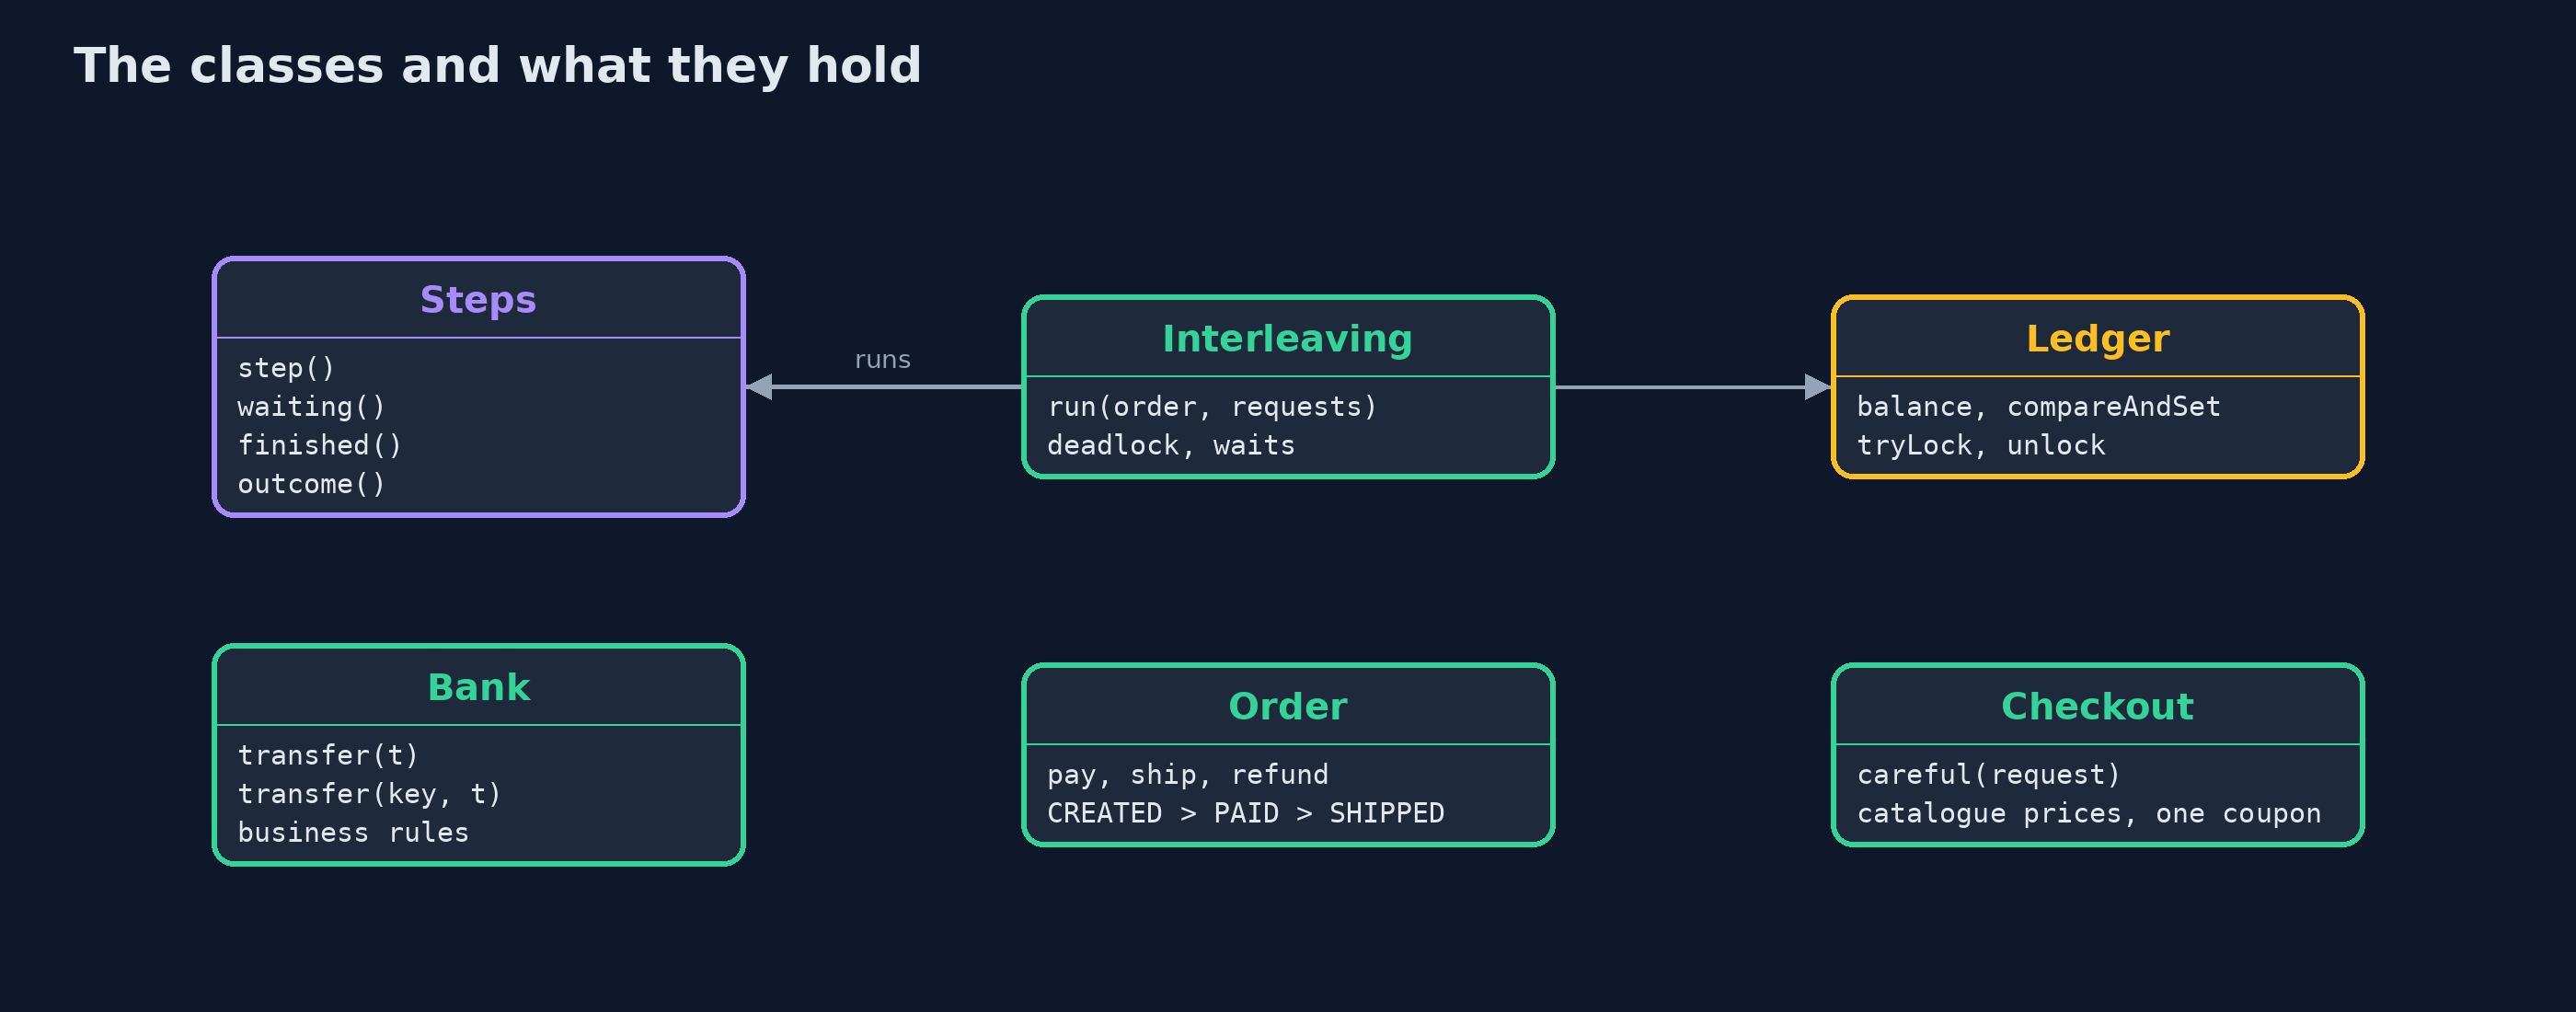 The classes and what they hold
Steps
step()
waiting()
finished()
outcome()
runs
Interleaving
run(order, requests)
deadlock, waits
Ledger
balance, compareAndSet
tryLock, unlock
Bank
transfer(t)
transfer(key, t)
business rules
Order
pay, ship, refund
CREATED > PAID > SHIPPED
Checkout
careful(request)
catalogue prices, one coupon